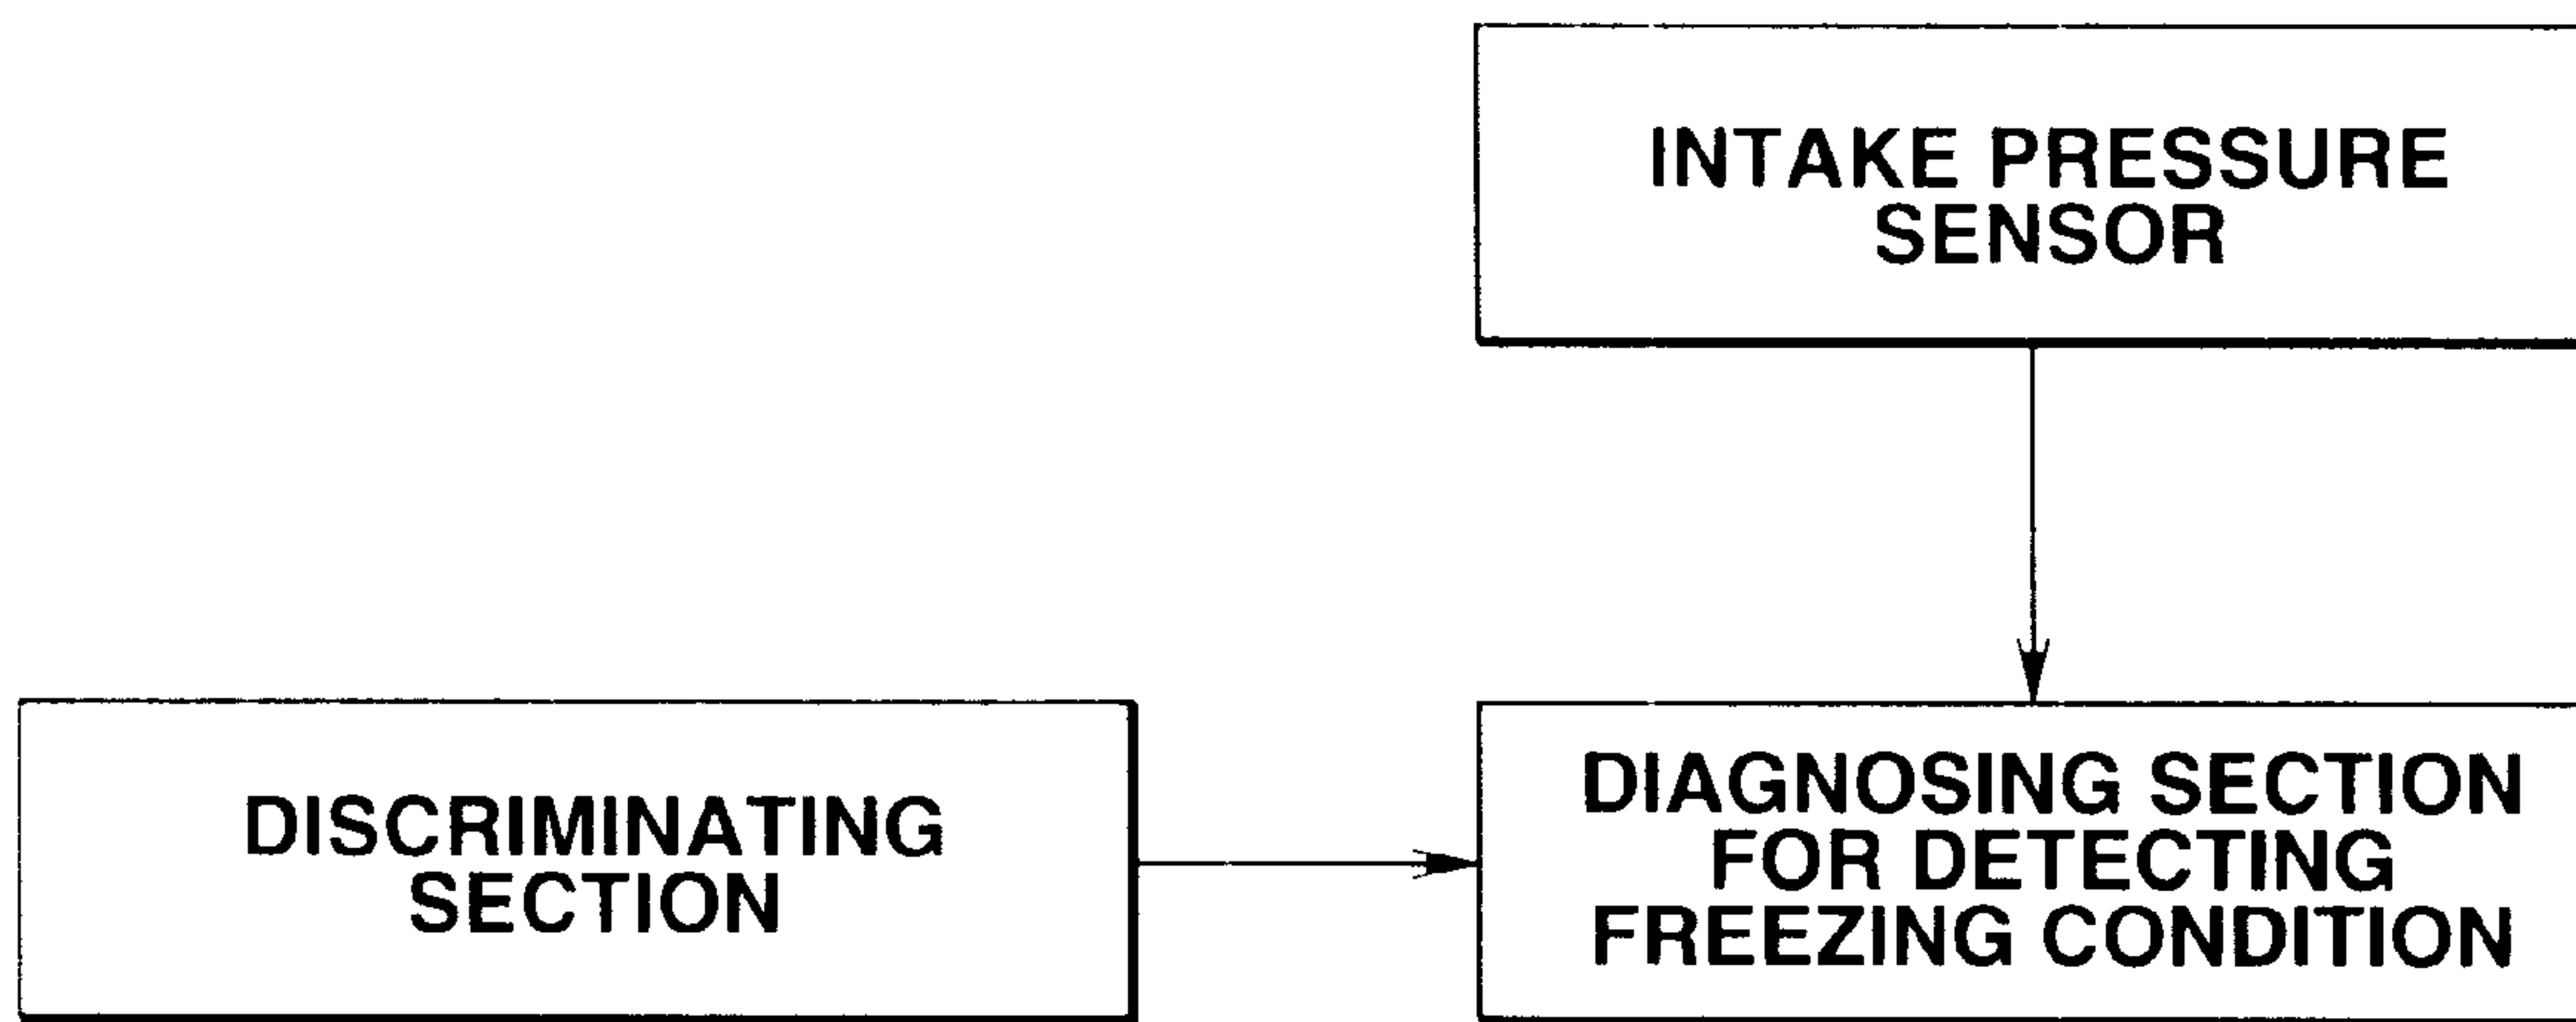 INTAKE PRESSURE
SENSOR
DISCRIMINATING
SECTION
DIAGNOSING SECTION
FOR DETECTING
FREEZING CONDITION